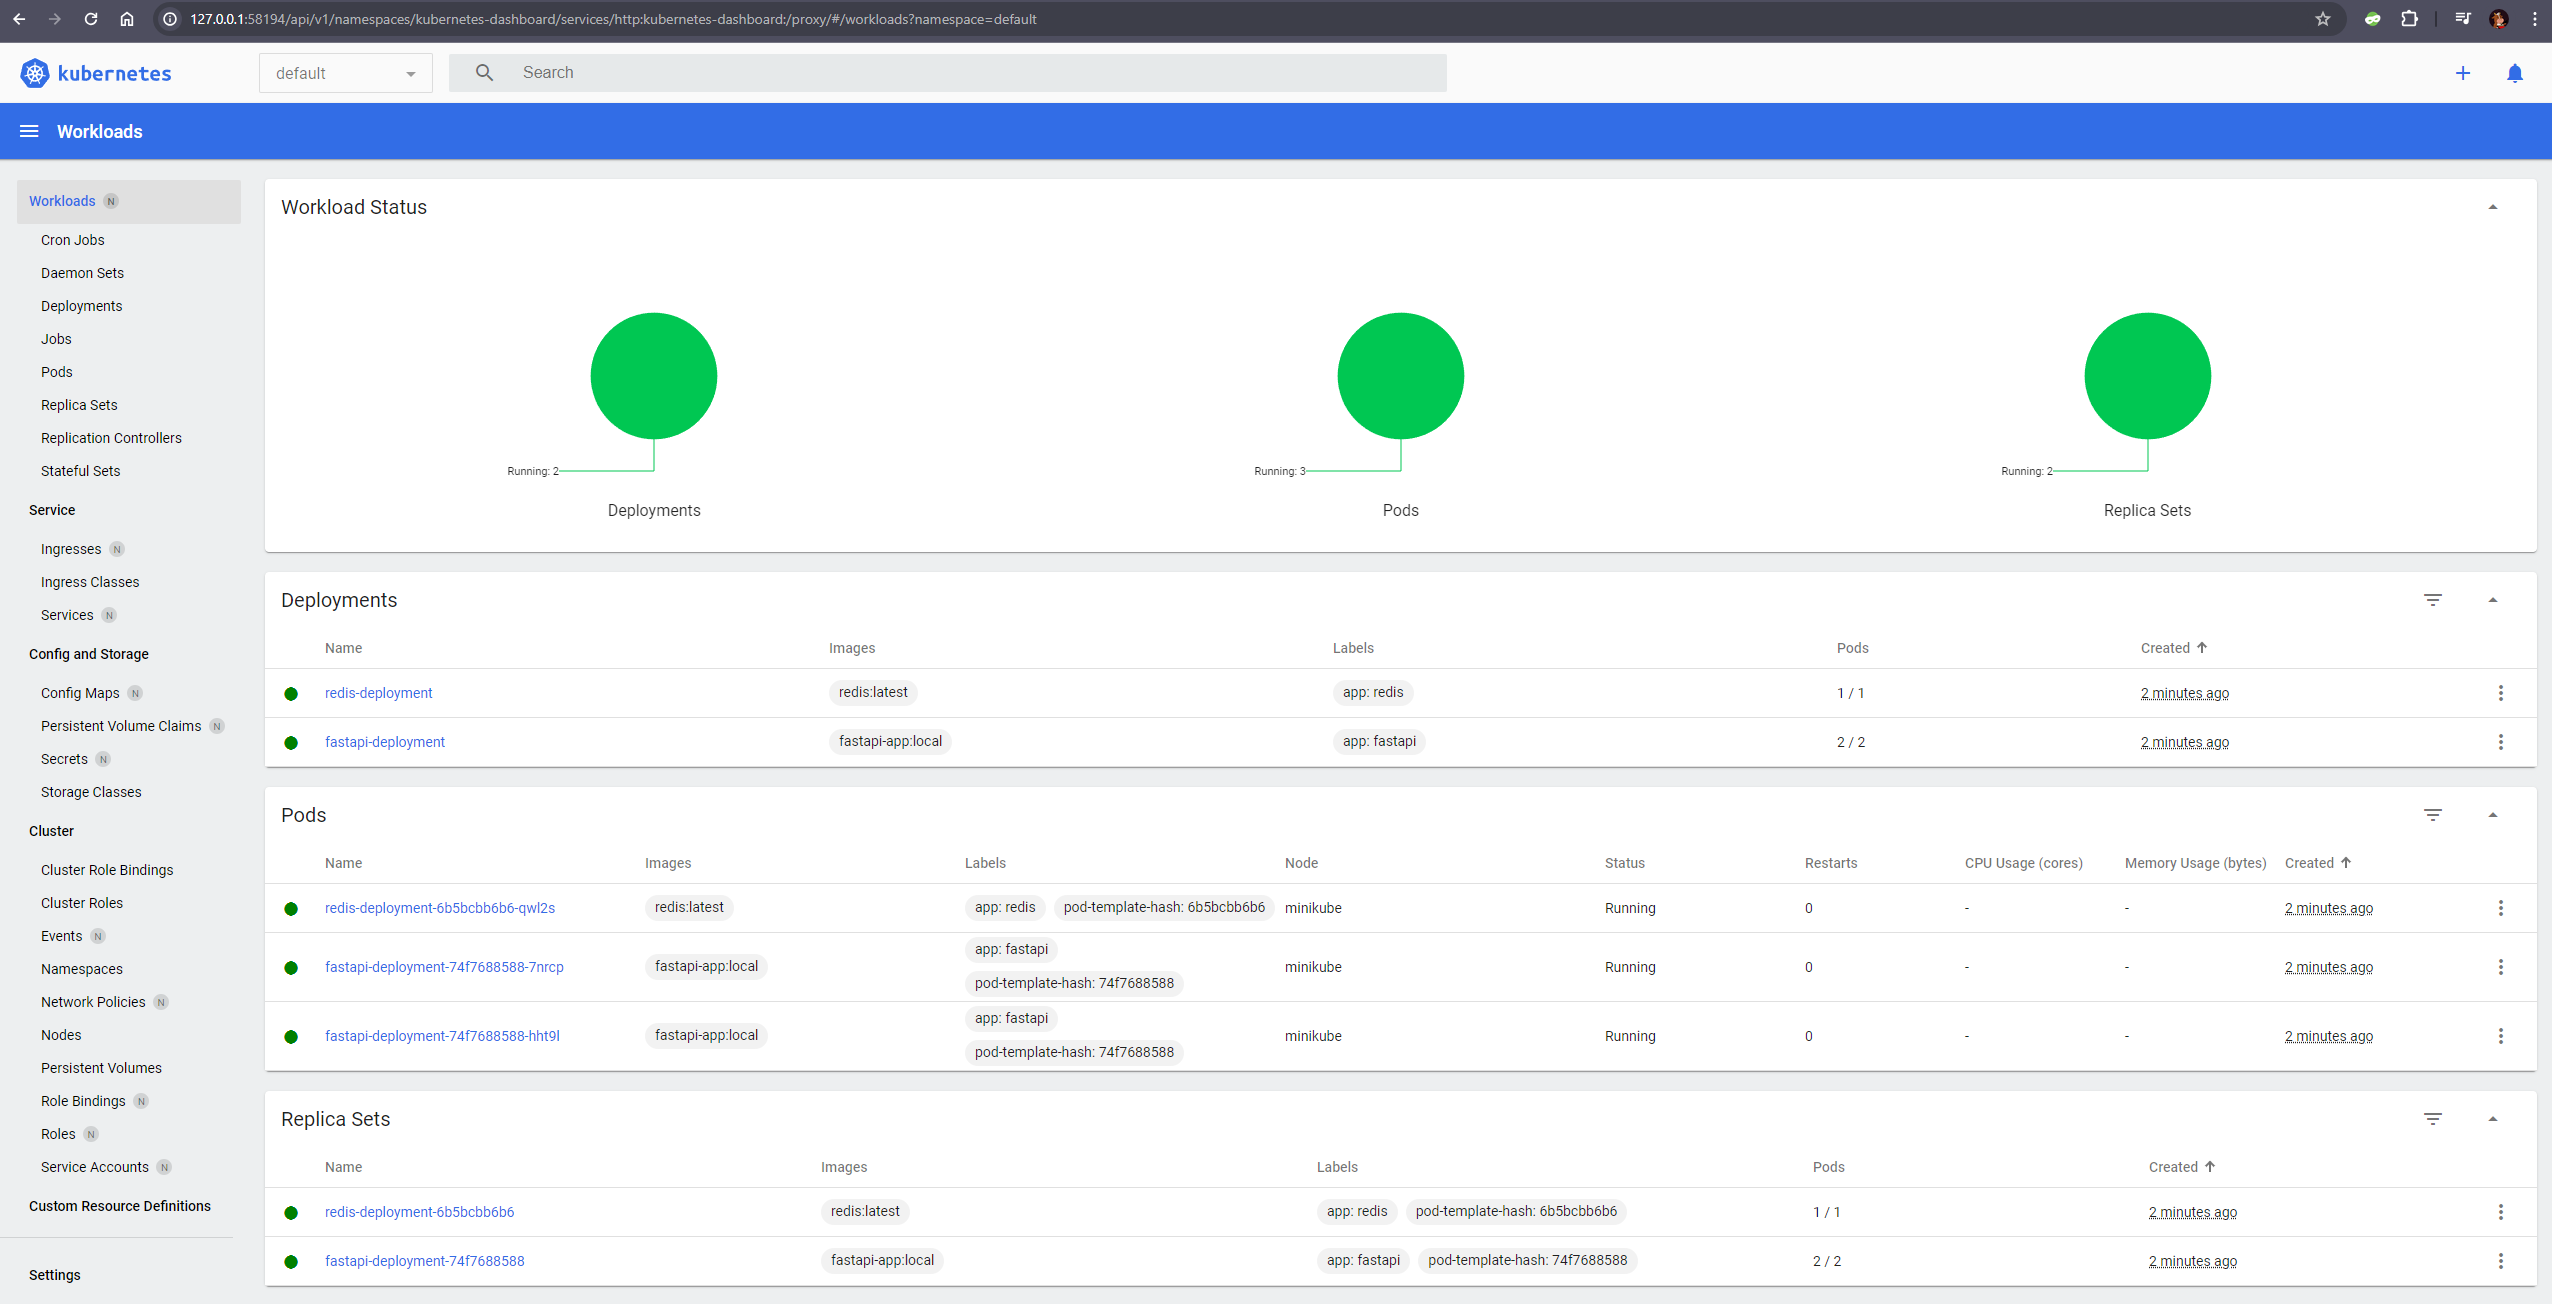 127.0.0.1:58194/api/v1/namespaces/kubernetes-dashboard/services/http:kubernetes-dashboard:/proxy/#/workloads?namespace=default
kubernetes
default
Search
Workloads
Workloads N
Cron Jobs
Daemon Sets
Deployments
Jobs
Pods
Replica Sets
Replication Controllers
Stateful Sets
Service
Ingresses N
Ingress Classes
Services N
Config and Storage
Config Maps N
Persistent Volume Claims N
Secrets N
Storage Classes
Cluster
Cluster Role Bindings
Cluster Roles
Events N
Namespaces
Network Policies N
Nodes
Persistent Volumes
Role Bindings N
Roles N
Service Accounts N
Custom Resource Definitions
Settings
Workload Status
Running: 2
Deployments
Running: 3
Pods
Running: 2
Replica Sets
Deployments
Name Images Labels Pods Created
redis-deployment redis:latest app: redis 1 / 1 2 minutes ago
fastapi-deployment fastapi-app:local app: fastapi 2 / 2 2 minutes ago
Pods
Name Images Labels Node Status Restarts CPU Usage (cores) Memory Usage (bytes) Created
redis-deployment-6b5bcbb6b6-qwl2s redis:latest app: redis pod-template-hash: 6b5bcbb6b6 minikube Running 0 - - 2 minutes ago
app: fastapi
fastapi-deployment-74f7688588-7nrcp fastapi-app:local minikube Running 0 - - 2 minutes ago
pod-template-hash: 74f7688588
app: fastapi
fastapi-deployment-74f7688588-hht9l fastapi-app:local minikube Running 0 - - 2 minutes ago
pod-template-hash: 74f7688588
Replica Sets
Name Images Labels Pods Created
redis-deployment-6b5bcbb6b6 redis:latest app: redis pod-template-hash: 6b5bcbb6b6 1 / 1 2 minutes ago
fastapi-deployment-74f7688588 fastapi-app:local app: fastapi pod-template-hash: 74f7688588 2 / 2 2 minutes ago